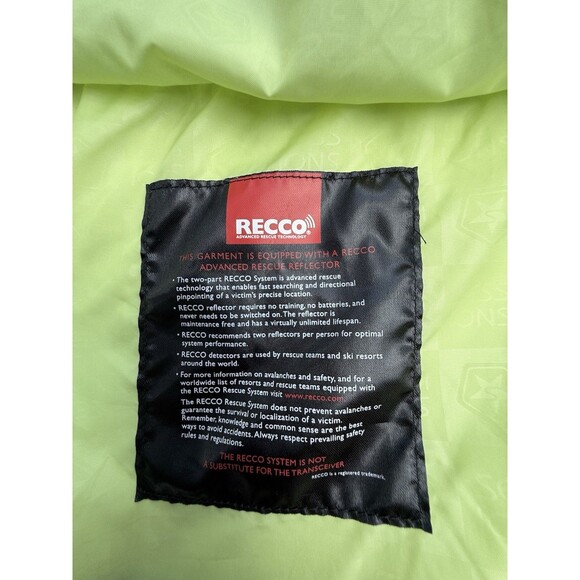 RECCO®
ADVANCED RESCUE TECHNOLOGY
THIS GARMENT IS EQUIPPED WITH A RECCO
ADVANCED RESCUE REFLECTOR
• The two-part RECCO System is advanced rescue
technology that enables fast searching and directional
pinpointing of a victim's precise location.
• RECCO reflector requires no training, no batteries, and
never needs to be switched on. The reflector is
maintenance free and has a virtually unlimited lifespan.
• RECCO recommends two reflectors per person for optimal
system performance.
• RECCO detectors are used by rescue teams and ski resorts
around the world.
• For more information on avalanches and safety, and for a
worldwide list of resorts and rescue teams equipped with
the RECCO Rescue System visit www.recco.com.
The RECCO Rescue System does not prevent avalanches or
guarantee the survival or localization of a victim.
Remember, knowledge and common sense are the best
ways to avoid accidents. Always respect prevailing safety
rules and regulations.
THE RECCO SYSTEM IS NOT
A SUBSTITUTE FOR THE TRANSCEIVER
RECCO is a registered trademark.